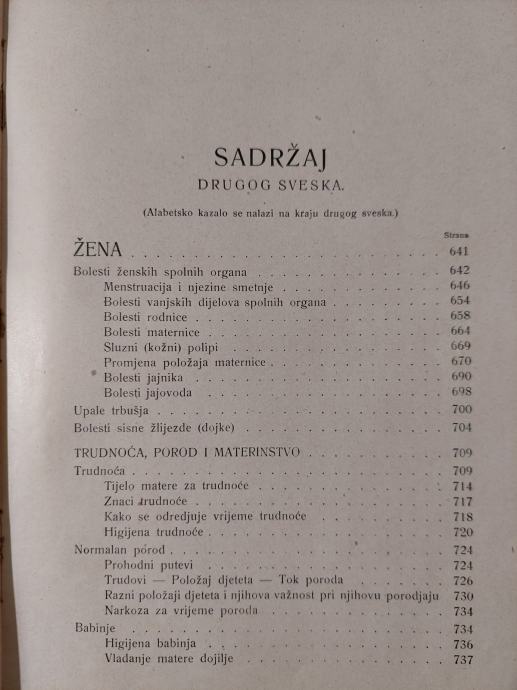 SADRŽAJ
DRUGOG SVESKA.
(Alabetsko kazalo se nalazi na kraju drugog sveska.)
Strana
ŽENA . . . . . . . . . . . . . . . . . . . . . . 641
Bolesti ženskih spolnih organa . . . . . . . . . . . . 642
Menstruacija i njezine smetnje . . . . . . . . . . 646
Bolesti vanjskih dijelova spolnih organa . . . . . . . 654
Bolesti rodnice . . . . . . . . . . . . . . . . 658
Bolesti maternice . . . . . . . . . . . . . . . 664
Sluzni (kožni) polipi . . . . . . . . . . . . . . 669
Promjena položaja maternice . . . . . . . . . . . 670
Bolesti jajnika . . . . . . . . . . . . . . . . 690
Bolesti jajovoda . . . . . . . . . . . . . . . 698
Upale trbušja . . . . . . . . . . . . . . . . . . 700
Bolesti sisne žlijezde (dojke) . . . . . . . . . . . . 704
TRUDNOĆA, POROD I MATERINSTVO . . . . . . . . . 709
Trudnoća . . . . . . . . . . . . . . . . . . . . 709
Tijelo matere za trudnoće . . . . . . . . . . . . 714
Znaci trudnoće . . . . . . . . . . . . . . . . 717
Kako se odredjuje vrijeme trudnoće . . . . . . . . 718
Higijena trudnoće . . . . . . . . . . . . . . . 720
Normalan porod . . . . . . . . . . . . . . . . . . 724
Prohodni putevi . . . . . . . . . . . . . . . . 724
Trudovi — Položaj djeteta — Tok poroda . . . . . . 726
Razni položaji djeteta i njihova važnost pri njihovu porodjaju 730
Narkoza za vrijeme poroda . . . . . . . . . . . . 734
Babinje . . . . . . . . . . . . . . . . . . . . 734
Higijena babinja . . . . . . . . . . . . . . . 736
Vladanje matere dojilje . . . . . . . . . . . . . 737